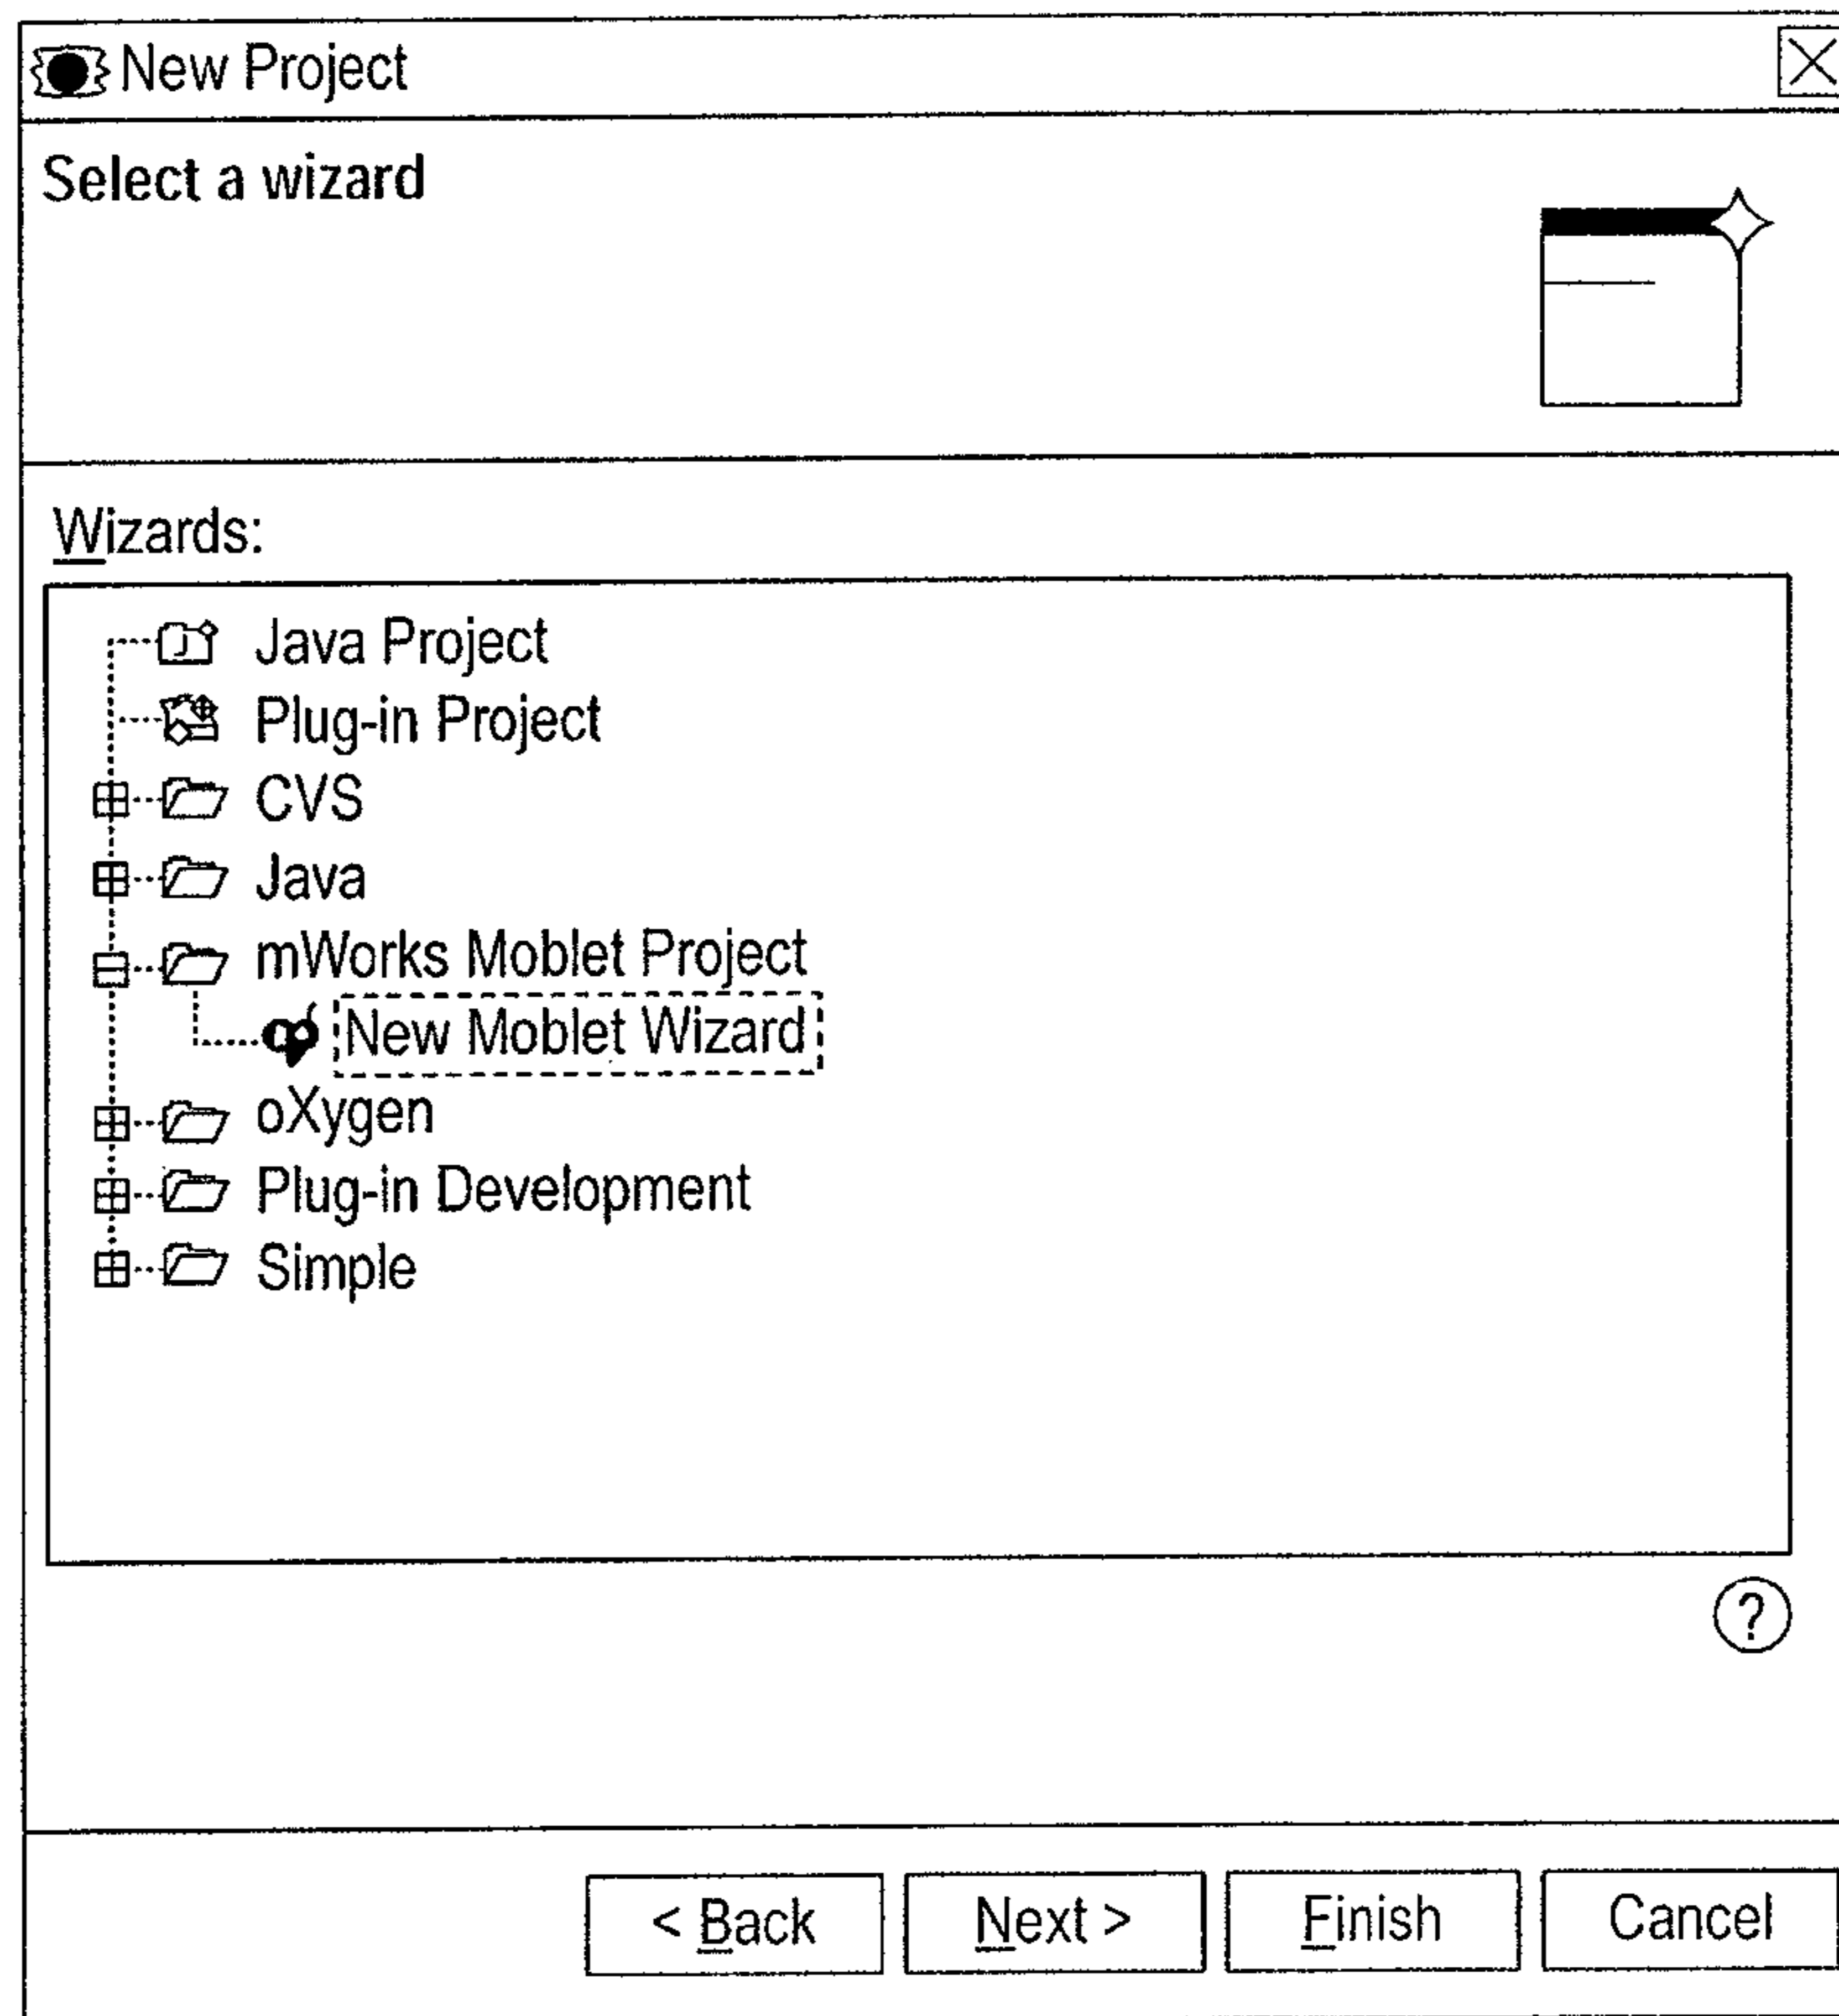 New Project
Select a wizard
Wizards:
Java Project
Plug-in Project
CVS
Java
mWorks Moblet Project
New Moblet Wizard
oXygen
Plug-in Development
Simple
?
< Back Next > Finish Cancel